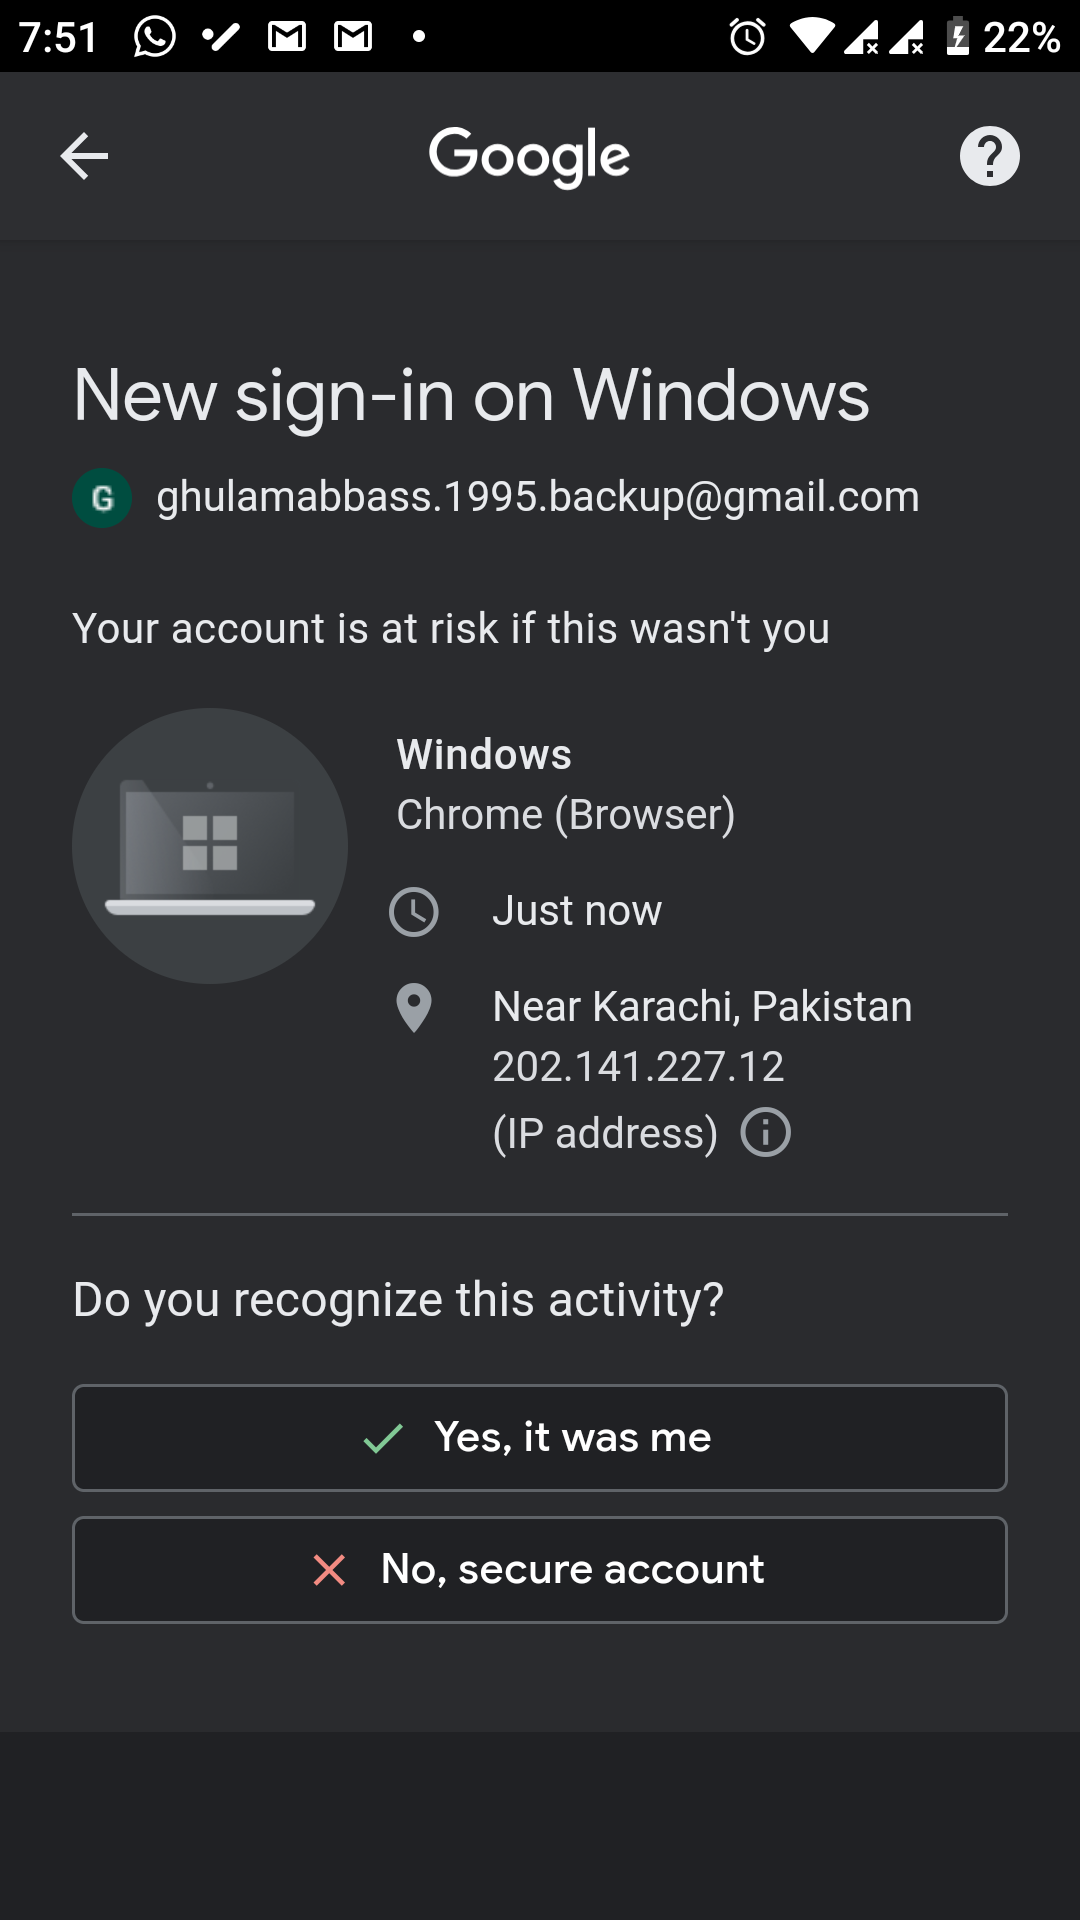 7:51
22%
Google
New sign-in on Windows
G ghulamabbass.1995.backup@gmail.com
Your account is at risk if this wasn't you
Windows
Chrome (Browser)
Just now
Near Karachi, Pakistan
202.141.227.12
(IP address)
Do you recognize this activity?
Yes, it was me
No, secure account